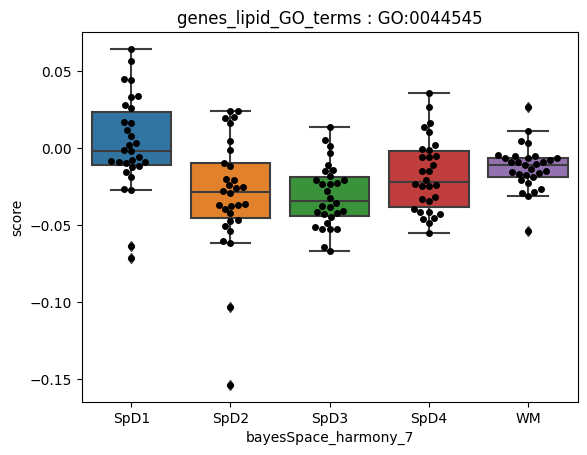 genes_lipid_GO_terms : GO:0044545
0.05
0.00
−0.05
−0.10
−0.15
score
SpD1 SpD2 SpD3 SpD4 WM
bayesSpace_harmony_7